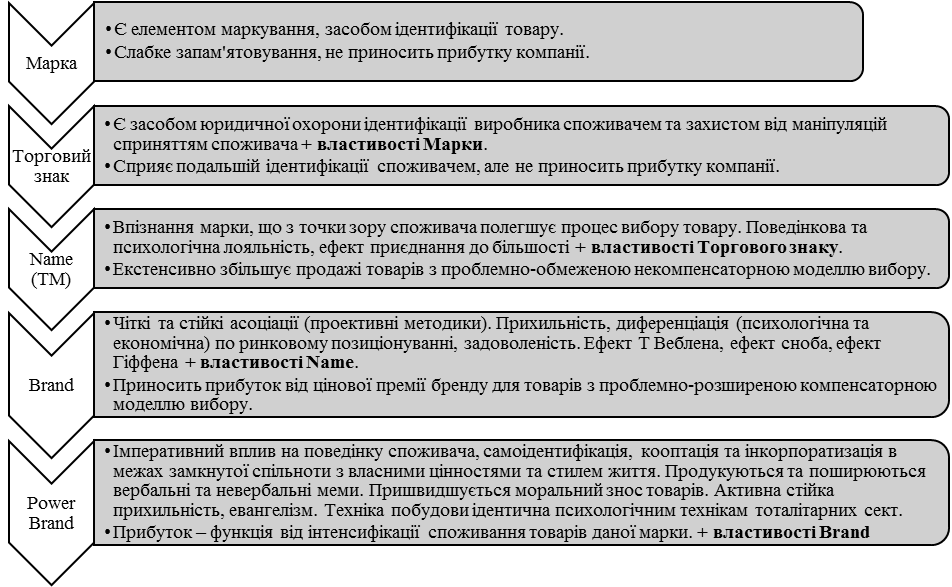 Марка
• Є елементом маркування, засобом ідентифікації товару.
• Слабке запам'ятовування, не приносить прибутку компанії.
Торговий
знак
• Є засобом юридичної охорони ідентифікації виробника споживачем та захистом від маніпуляцій
сприняттям споживача + властивості Марки.
• Сприяє подальшій ідентифікації споживачем, але не приносить прибутку компанії.
Name
(TM)
• Впізнання марки, що з точки зору споживача полегшує процес вибору товару. Поведінкова та
психологічна лояльність, ефект приєднання до більшості + властивості Торгового знаку.
• Екстенсивно збільшує продажі товарів з проблемно-обмеженою некомпенсаторною моделлю вибору.
Brand
• Чіткі та стійкі асоціації (проективні методики). Прихильність, диференціація (психологічна та
економічна) по ринковому позиціонуванні, задоволеність. Ефект Т Веблена, ефект сноба, ефект
Гіффена + властивості Name.
• Приносить прибуток від цінової премії бренду для товарів з проблемно-розширеною компенсаторною
моделлю вибору.
Power
Brand
• Імперативний вплив на поведінку споживача, самоідентифікація, кооптація та інкорпоратизація в
межах замкнутої спільноти з власними цінностями та стилем життя. Продукуються та поширюються
вербальні та невербальні меми. Пришвидшується моральний знос товарів. Активна стійка
прихильність, евангелізм. Техніка побудови ідентична психологічним технікам тоталітарних сект.
• Прибуток – функція від інтенсифікації споживання товарів даної марки. + властивості Brand